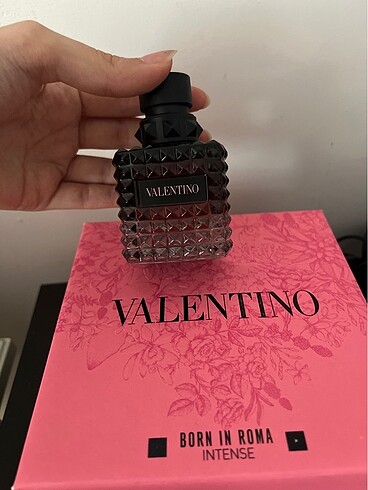 VALENTINO
VALENTINO
BORN IN ROMA
INTENSE